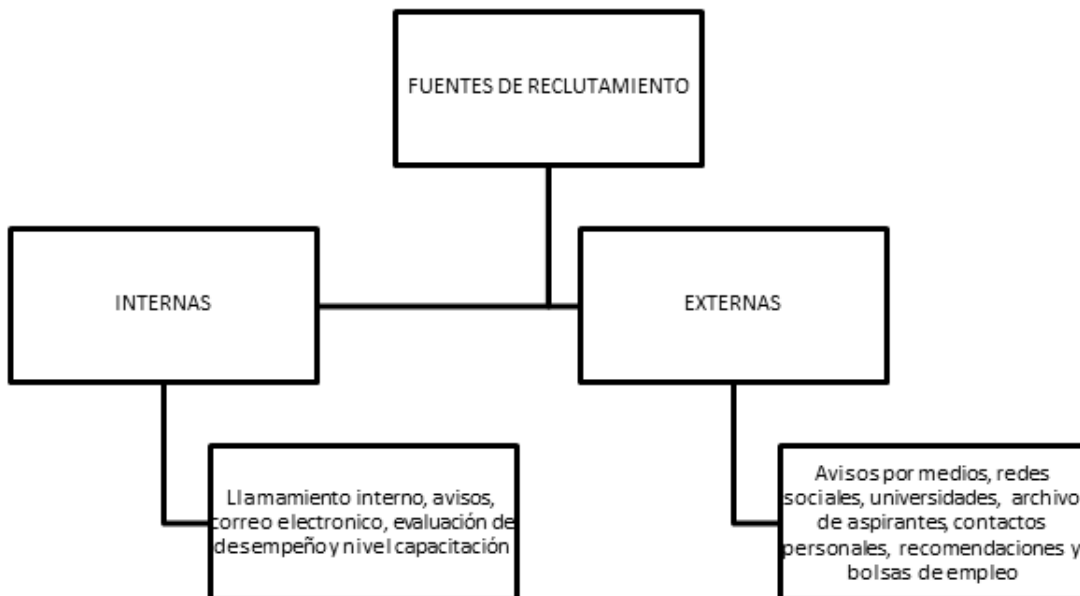 FUENTES DE RECLUTAMIENTO
INTERNAS
EXTERNAS
Llamamiento interno, avisos,
correo electronico, evaluación de
desempeño y nivel capacitación
Avisos por medios, redes
sociales, universidades, archivo
de aspirantes, contactos
personales, recomendaciones y
bolsas de empleo